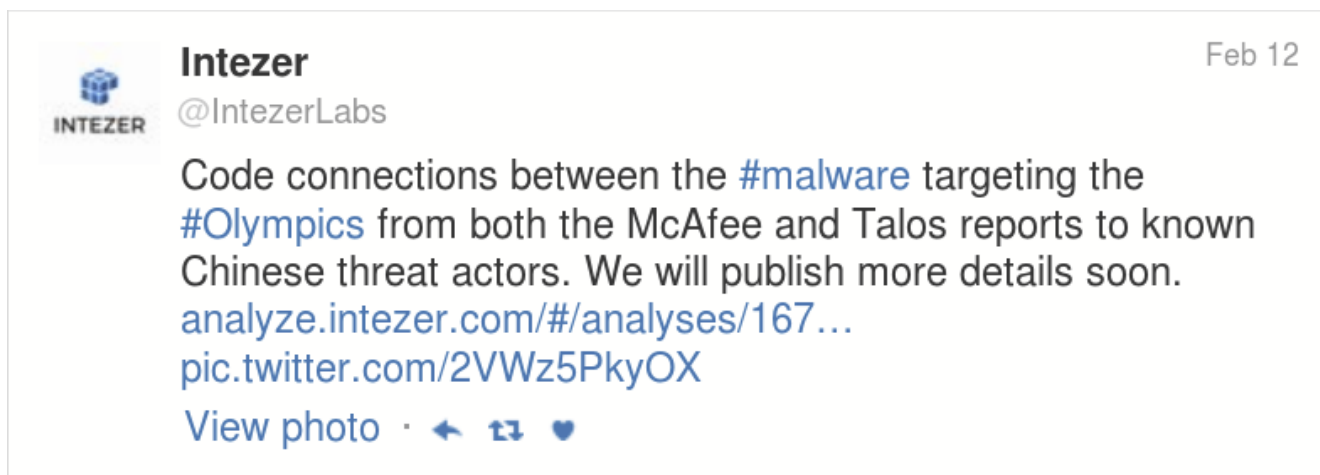 Intezer
Feb 12
@IntezerLabs
INTEZER
Code connections between the #malware targeting the
#Olympics from both the McAfee and Talos reports to known
Chinese threat actors. We will publish more details soon.
analyze.intezer.com/#/analyses/167…
pic.twitter.com/2VWz5PkyOX
View photo ·